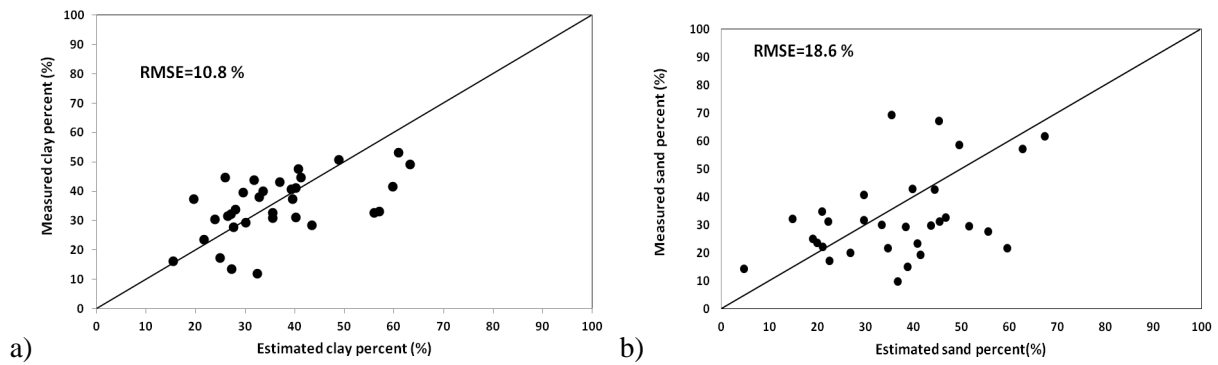 100
90
80
70
60
50
40
30
20
10
0
Measured clay percent (%)
RMSE=10.8 %
0 10 20 30 40 50 60 70 80 90 100
Estimated clay percent (%)
a)
100
90
80
70
60
50
40
30
20
10
0
Measured sand percent (%)
RMSE=18.6 %
0 10 20 30 40 50 60 70 80 90 100
Estimated sand percent(%)
b)